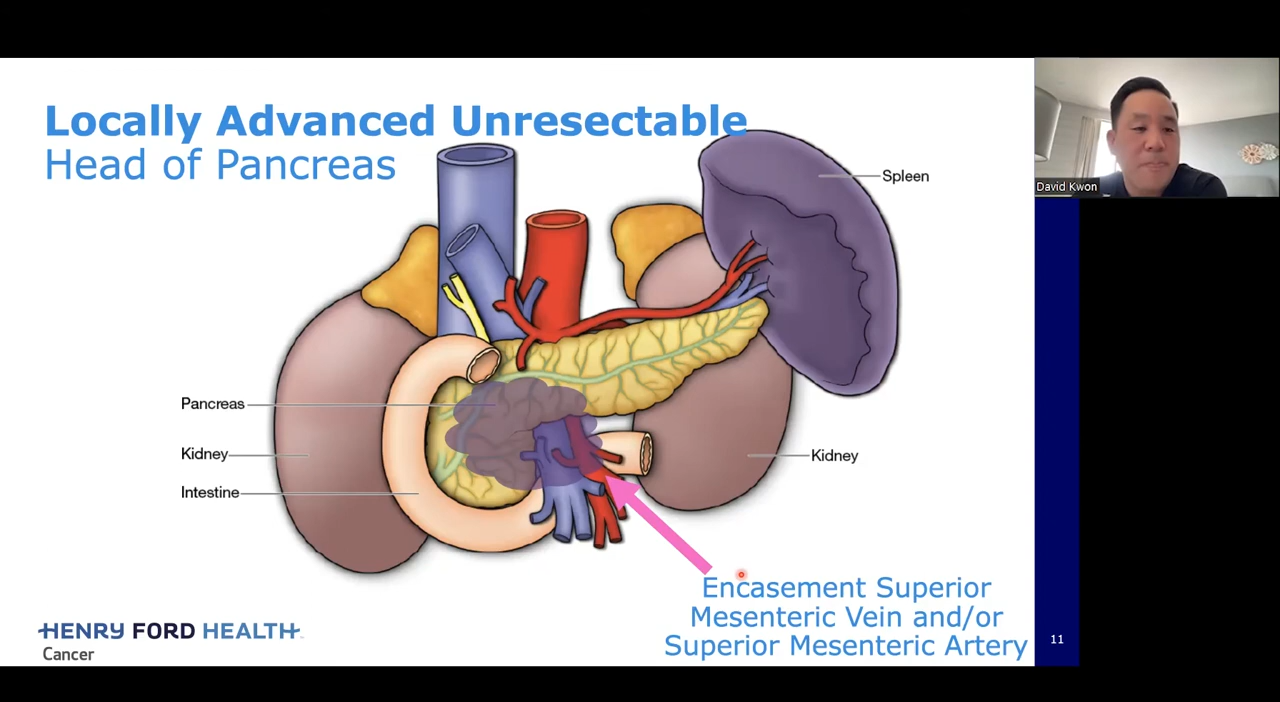 Locally Advanced Unresectable
Head of Pancreas
David Kwon
Spleen
Pancreas
Kidney
Intestine
Kidney
Encasement Superior
Mesenteric Vein and/or
Superior Mesenteric Artery
HENRY FORD HEALTH
Cancer
11